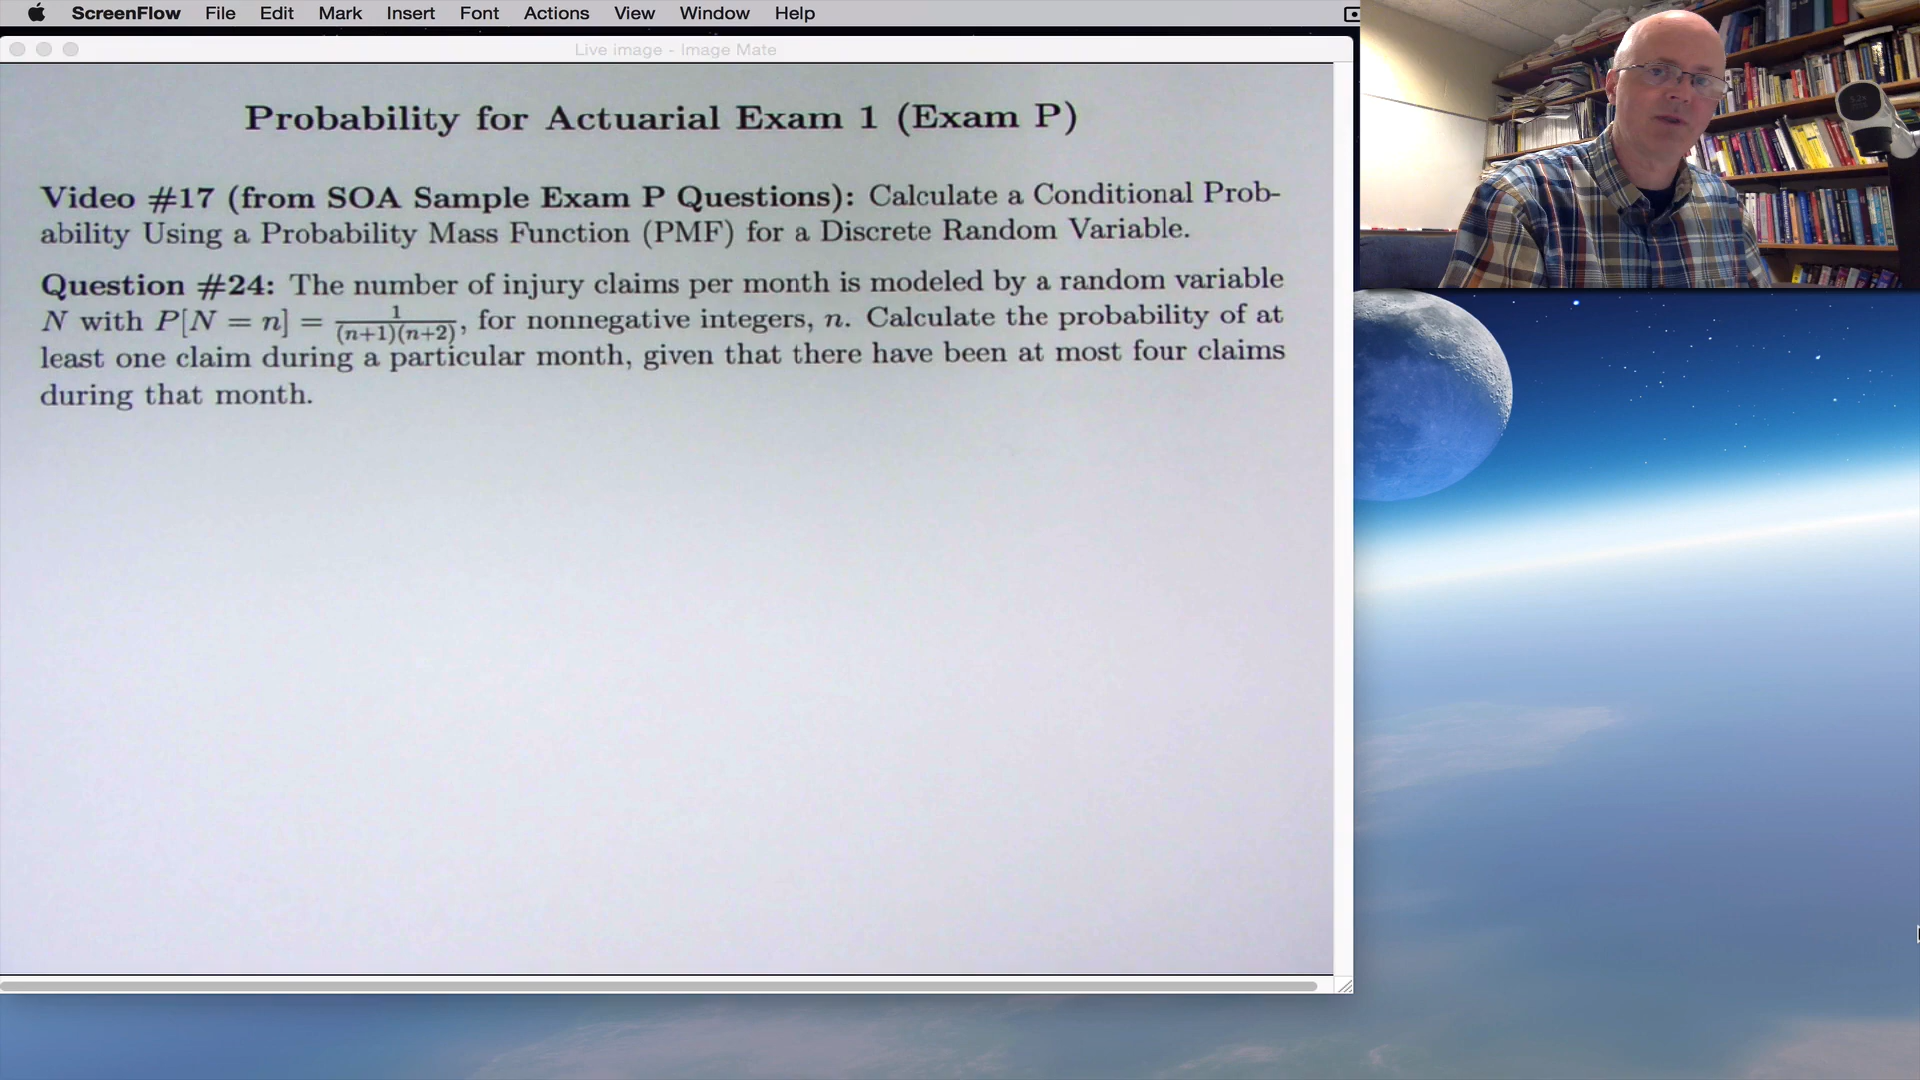 ScreenFlow File Edit Mark Insert Font Actions View Window Help
Live image - Image Mate
Probability for Actuarial Exam 1 (Exam P)
Video #17 (from SOA Sample Exam P Questions): Calculate a Conditional Prob-
ability Using a Probability Mass Function (PMF) for a Discrete Random Variable.
Question #24: The number of injury claims per month is modeled by a random variable
N with P[N = n] = 1/((n+1)(n+2)), for nonnegative integers, n. Calculate the probability of at
least one claim during a particular month, given that there have been at most four claims
during that month.